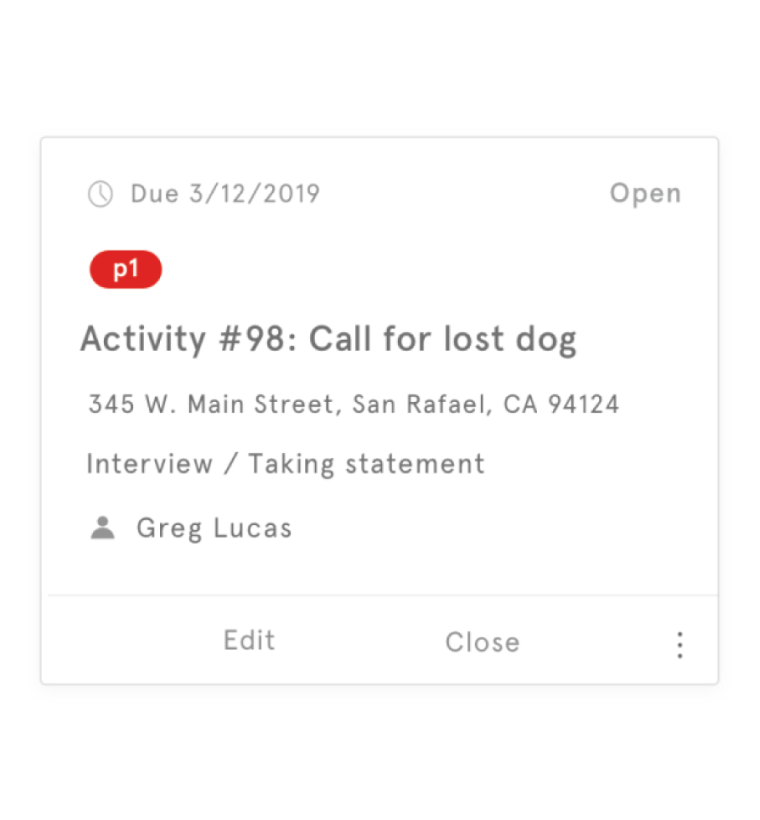 Due 3/12/2019 Open
p1
Activity #98: Call for lost dog
345 W. Main Street, San Rafael, CA 94124
Interview / Taking statement
Greg Lucas
Edit Close